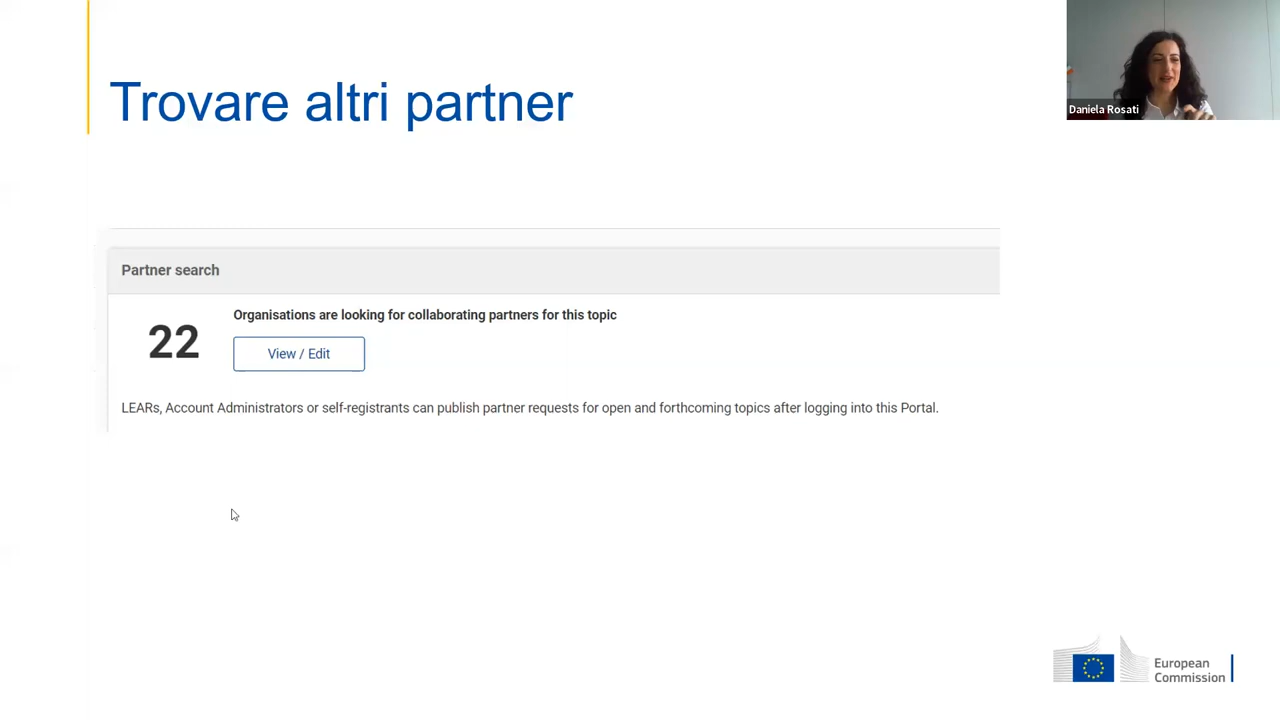 Trovare altri partner
Daniela Rosati
Partner search
22
Organisations are looking for collaborating partners for this topic
View / Edit
LEARs, Account Administrators or self-registrants can publish partner requests for open and forthcoming topics after logging into this Portal.
European
Commission